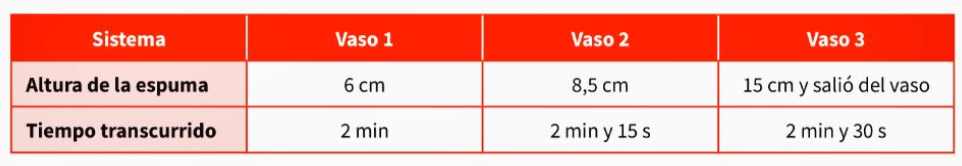 Sistema Vaso 1 Vaso 2 Vaso 3
Altura de la espuma 6 cm 8,5 cm 15 cm y salió del vaso
Tiempo transcurrido 2 min 2 min y 15 s 2 min y 30 s